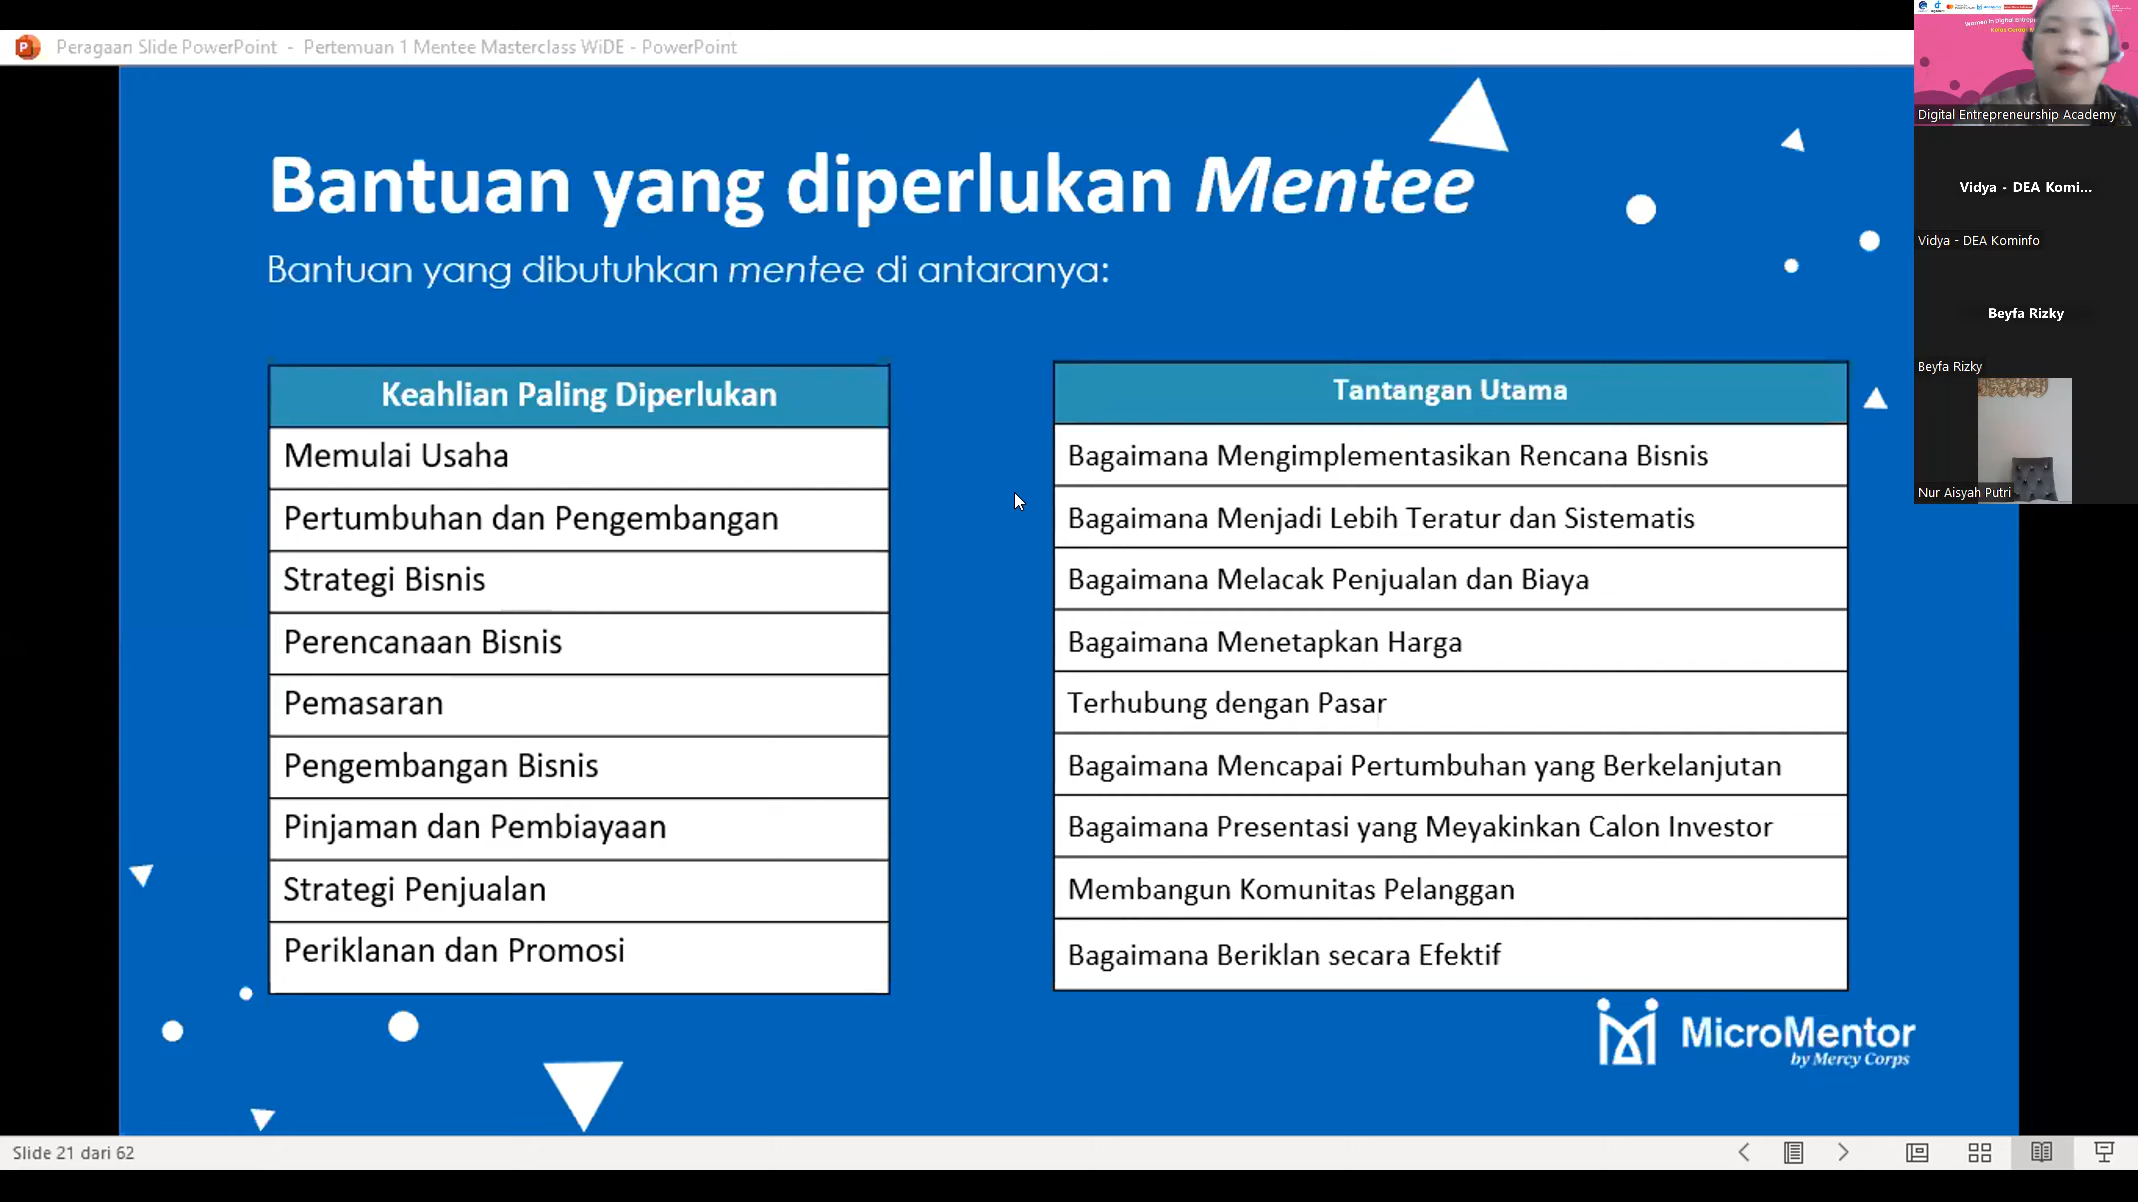 Peragaan Slide PowerPoint - Pertemuan 1 Mentee Masterclass WiDE - PowerPoint
Bantuan yang diperlukan Mentee
Bantuan yang dibutuhkan mentee di antaranya:
Keahlian Paling Diperlukan
Memulai Usaha
Pertumbuhan dan Pengembangan
Strategi Bisnis
Perencanaan Bisnis
Pemasaran
Pengembangan Bisnis
Pinjaman dan Pembiayaan
Strategi Penjualan
Periklanan dan Promosi
Tantangan Utama
Bagaimana Mengimplementasikan Rencana Bisnis
Bagaimana Menjadi Lebih Teratur dan Sistematis
Bagaimana Melacak Penjualan dan Biaya
Bagaimana Menetapkan Harga
Terhubung dengan Pasar
Bagaimana Mencapai Pertumbuhan yang Berkelanjutan
Bagaimana Presentasi yang Meyakinkan Calon Investor
Membangun Komunitas Pelanggan
Bagaimana Beriklan secara Efektif
MicroMentor
by Mercy Corps
Digital Entrepreneurship Academy
Vidya - DEA Komi...
Vidya - DEA Kominfo
Beyfa Rizky
Beyfa Rizky
Nur Aisyah Putri
Slide 21 dari 62